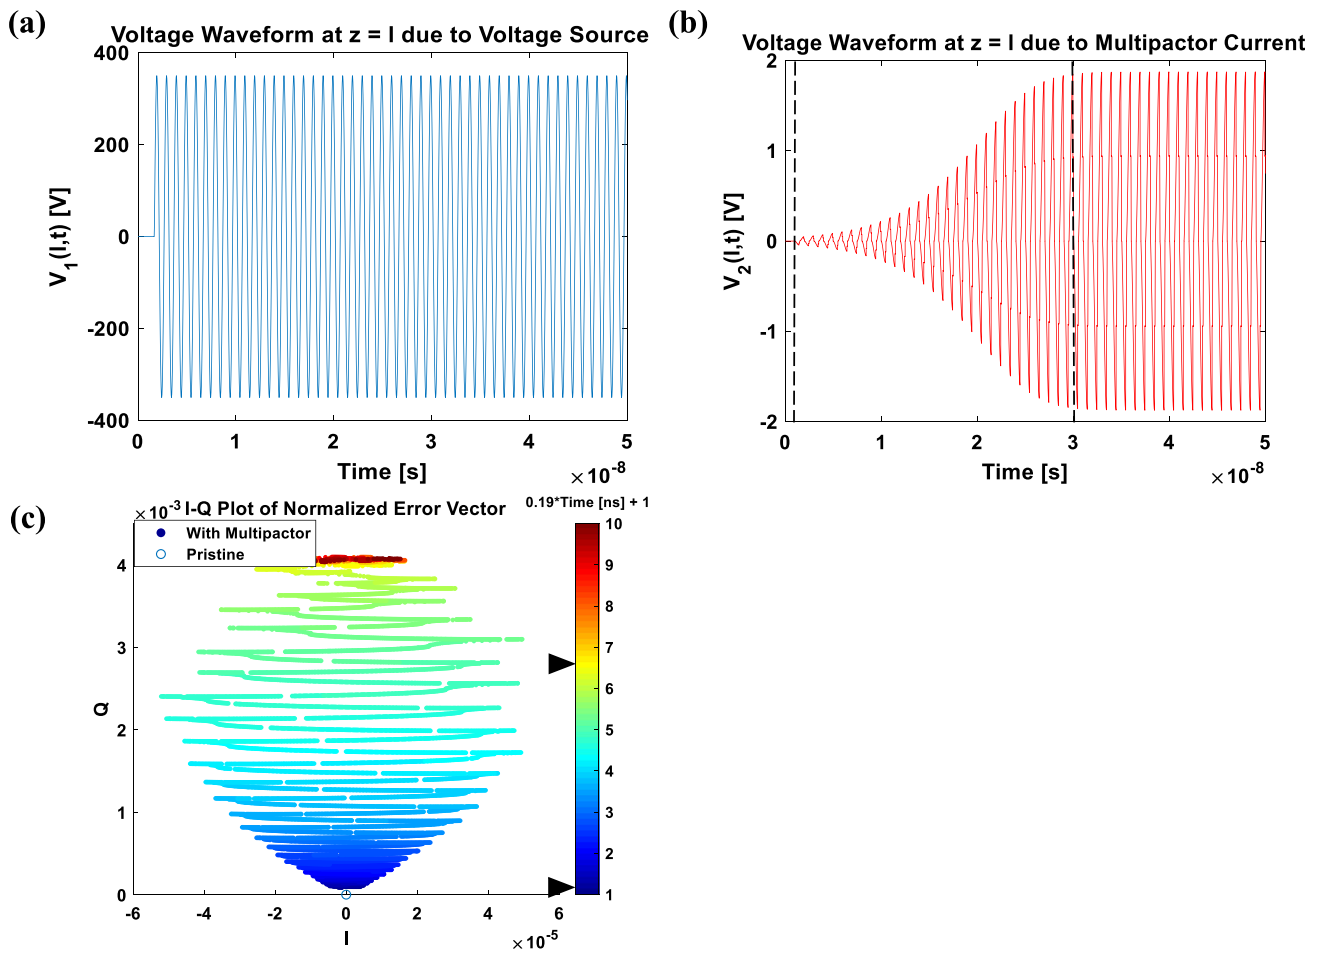 (a)
Voltage Waveform at z = l due to Voltage Source
400
200
0
-200
-400
V1(l,t) [V]
0 1 2 3 4 5
Time [s]
×10-8
(b)
Voltage Waveform at z = l due to Multipactor Current
2
1
0
-1
-2
V2(l,t) [V]
0 1 2 3 4 5
Time [s]
×10-8
(c)
×10-3
I-Q Plot of Normalized Error Vector
With Multipactor
Pristine
4
3
2
1
0
Q
-6 -4 -2 0 2 4 6
I
×10-5
0.19*Time [ns] + 1
10
9
8
7
6
5
4
3
2
1